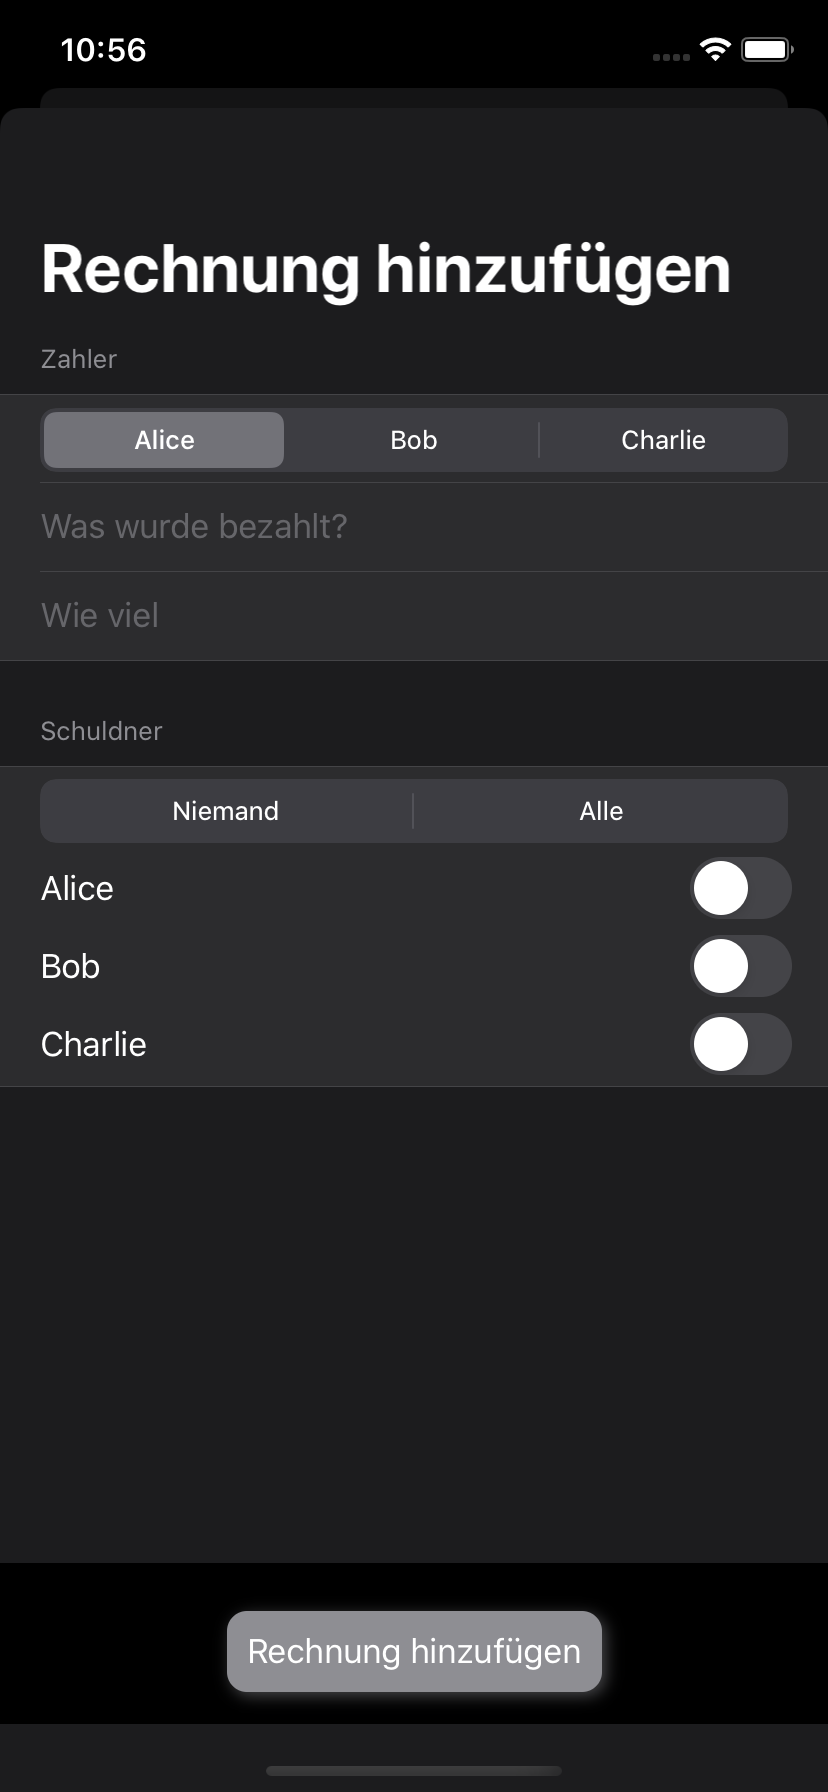 10:56
Rechnung hinzufügen
Zahler
Alice Bob Charlie
Was wurde bezahlt?
Wie viel
Schuldner
Niemand Alle
Alice
Bob
Charlie
Rechnung hinzufügen